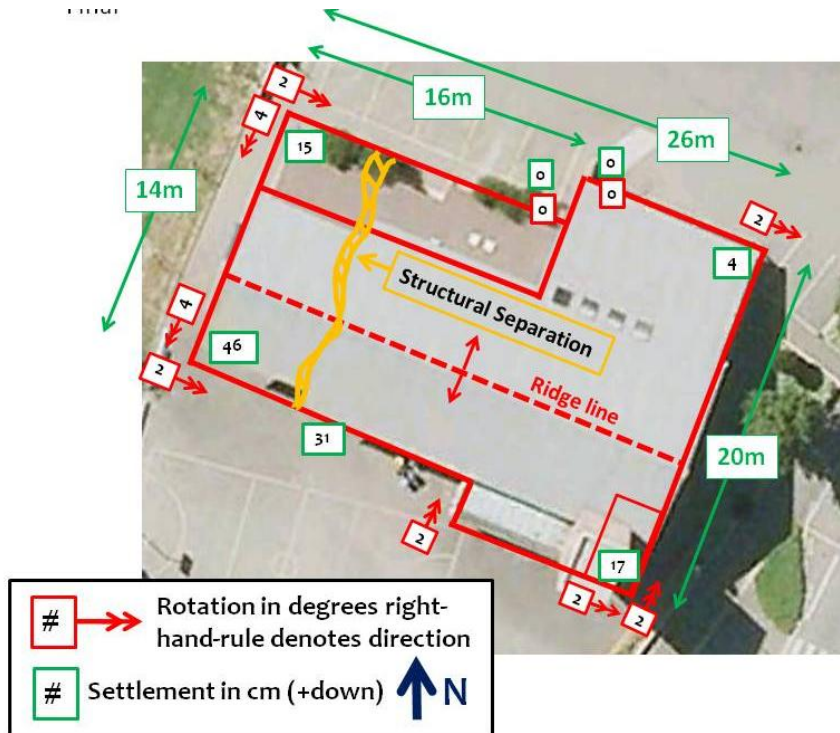 Final
16m
26m
14m
20m
2
4
15
0
0
0
0
2
4
Structural Separation
4
46
2
Ridge line
31
2
17
2
2
# Rotation in degrees right-
hand-rule denotes direction
# Settlement in cm (+down) N